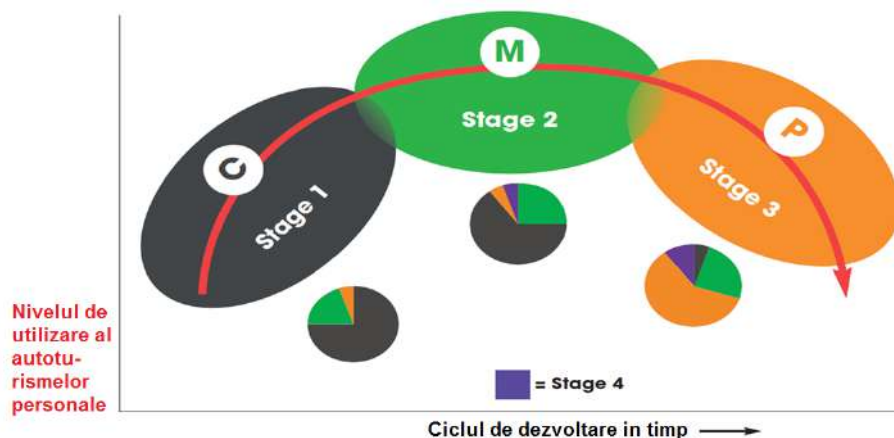 C
Stage 1
M
Stage 2
P
Stage 3
Nivelul de
utilizare al
autotu-
rismelor
personale
= Stage 4
Ciclul de dezvoltare in timp